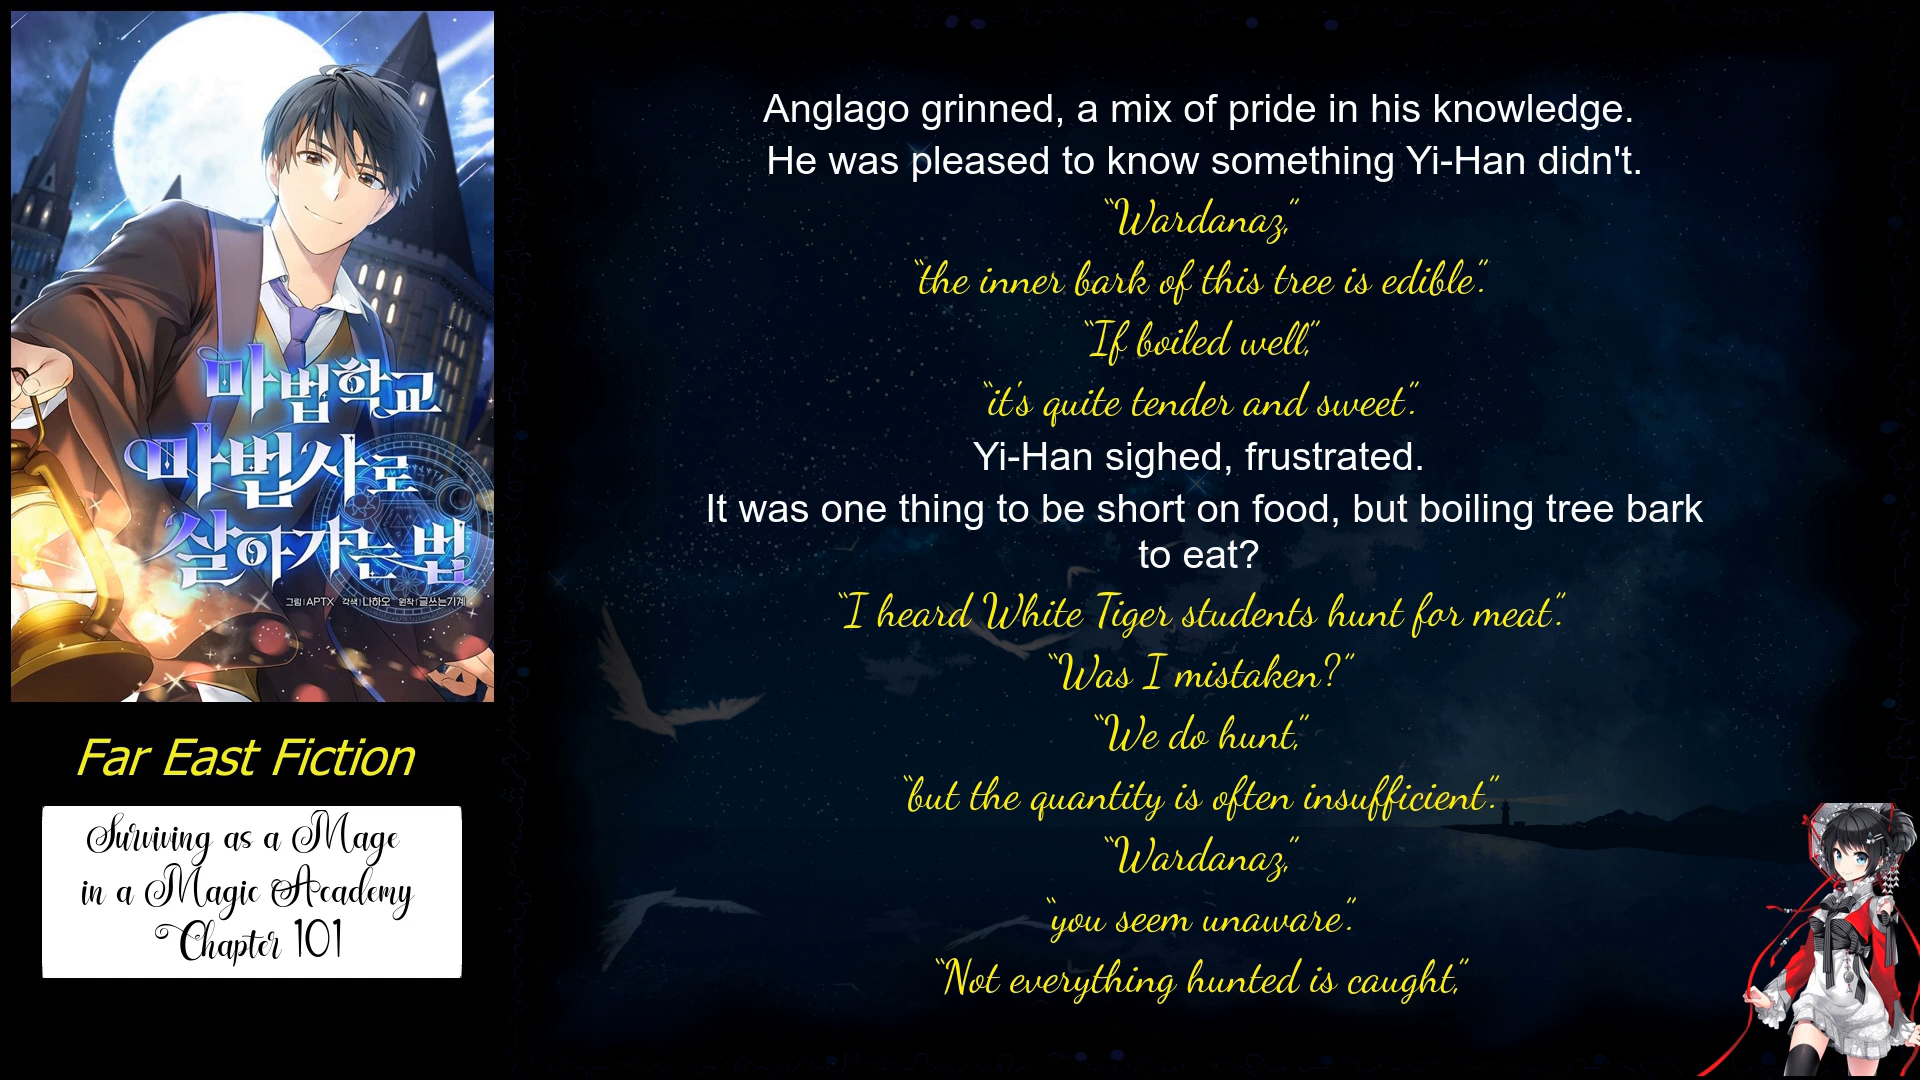 마법학교
마법사로
살아가는 법
그림|APTX 각색|나하오 원작|글쓰는기계
Far East Fiction
Surviving as a Mage
in a Magic Academy
Chapter 101
Anglago grinned, a mix of pride in his knowledge.
He was pleased to know something Yi-Han didn't.
“Wardanaz,”
“the inner bark of this tree is edible”.
“If boiled well,”
“it's quite tender and sweet”.
Yi-Han sighed, frustrated.
It was one thing to be short on food, but boiling tree bark
to eat?
“I heard White Tiger students hunt for meat”.
“Was I mistaken?”
“We do hunt,”
“but the quantity is often insufficient”.
“Wardanaz,”
“you seem unaware”.
“Not everything hunted is caught,”